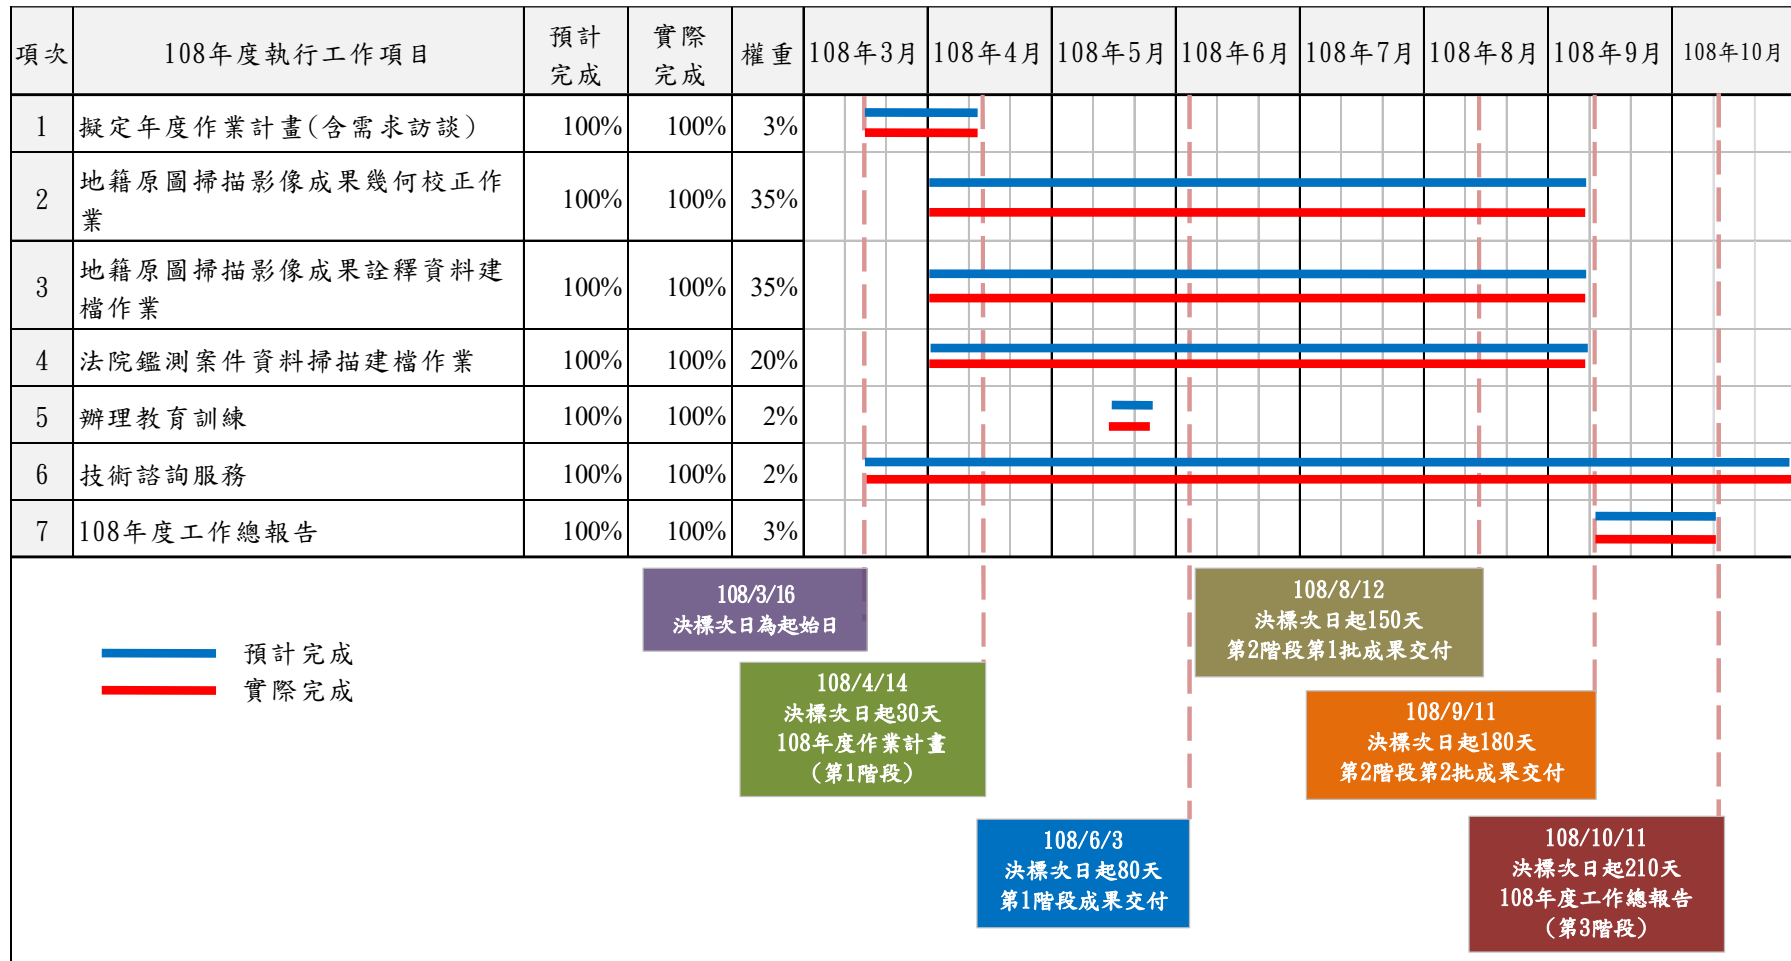 項次 108年度執行工作項目 預計完成 實際完成 權重 108年3月 108年4月 108年5月 108年6月 108年7月 108年8月 108年9月 108年10月
1 擬定年度作業計畫(含需求訪談) 100% 100% 3%
2 地籍原圖掃描影像成果幾何校正作
業 100% 100% 35%
3 地籍原圖掃描影像成果詮釋資料建
檔作業 100% 100% 35%
4 法院鑑測案件資料掃描建檔作業 100% 100% 20%
5 辦理教育訓練 100% 100% 2%
6 技術諮詢服務 100% 100% 2%
7 108年度工作總報告 100% 100% 3%
預計完成
實際完成
108/3/16
決標次日為起始日
108/4/14
決標次日起30天
108年度作業計畫
(第1階段)
108/6/3
決標次日起80天
第1階段成果交付
108/8/12
決標次日起150天
第2階段第1批成果交付
108/9/11
決標次日起180天
第2階段第2批成果交付
108/10/11
決標次日起210天
108年度工作總報告
(第3階段)